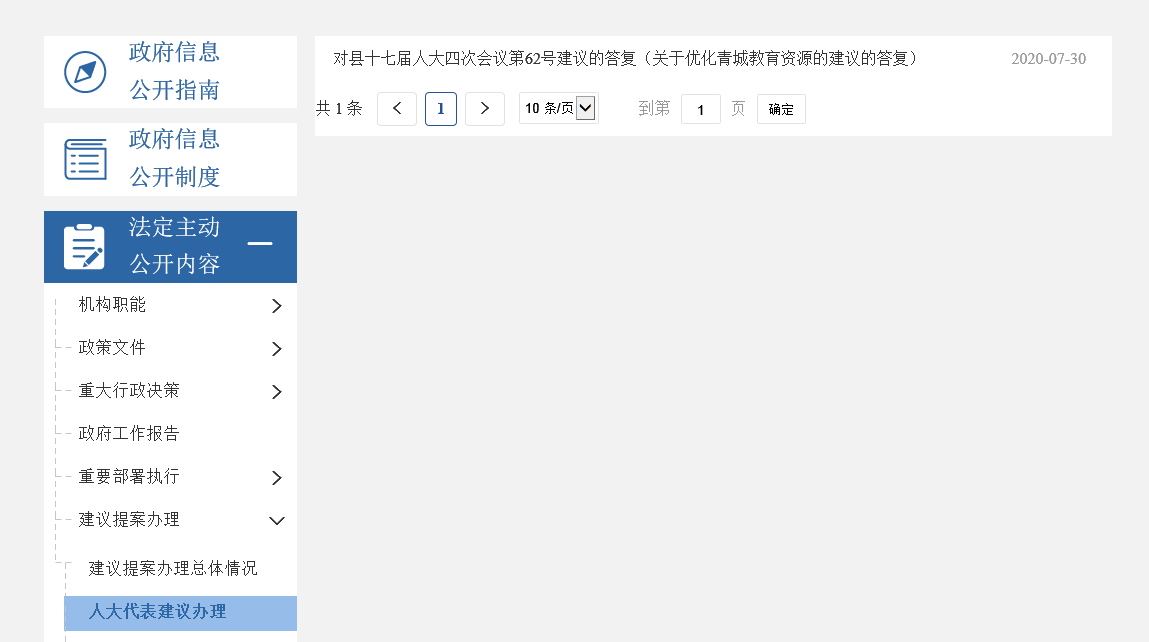 政府信息
公开指南
政府信息
公开制度
法定主动
公开内容
机构职能
政策文件
重大行政决策
政府工作报告
重要部署执行
建议提案办理
建议提案办理总体情况
人大代表建议办理
对县十七届人大四次会议第62号建议的答复（关于优化青城教育资源的建议的答复） 2020-07-30
共 1 条 1 10 条/页 到第 1 页 确定